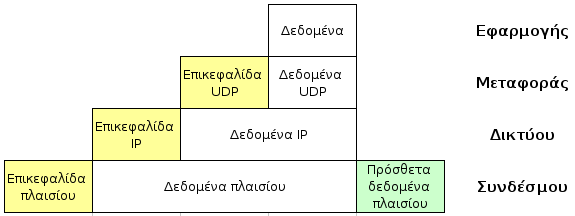 Δεδομένα Εφαρμογής
Επικεφαλίδα Δεδομένα Μεταφοράς
UDP UDP
Επικεφαλίδα Δεδομένα IP Δικτύου
IP
Επικεφαλίδα Δεδομένα πλαισίου Πρόσθετα Συνδέσμου
πλαισίου δεδομένα
πλαισίου